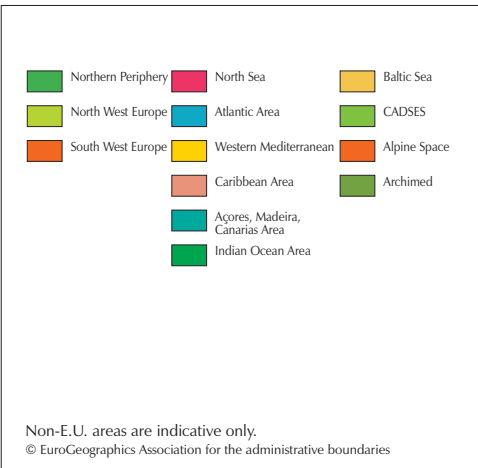 Northern Periphery
North West Europe
South West Europe
North Sea
Atlantic Area
Western Mediterranean
Caribbean Area
Açores, Madeira,
Canarias Area
Indian Ocean Area
Baltic Sea
CADSES
Alpine Space
Archimed
Non-E.U. areas are indicative only.
© EuroGeographics Association for the administrative boundaries